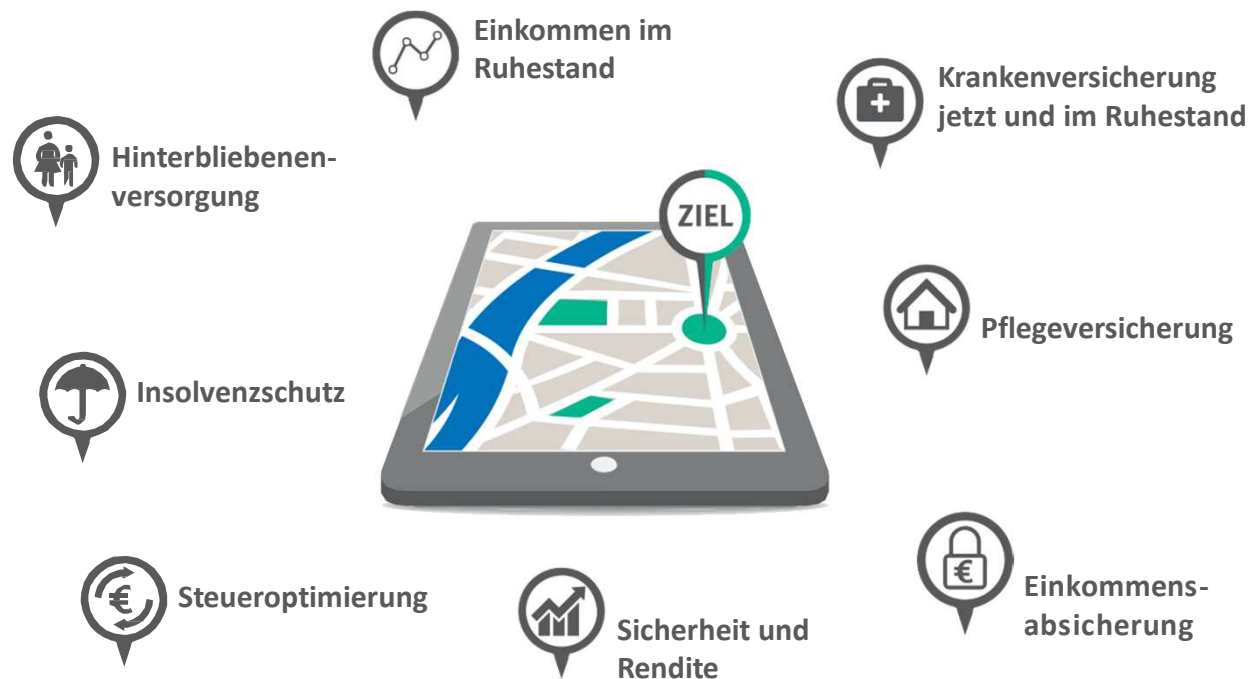 Einkommen im
Ruhestand
Krankenversicherung
jetzt und im Ruhestand
Hinterbliebenen-
versorgung
ZIEL
Pflegeversicherung
Insolvenzschutz
€
Einkommens-
absicherung
€
Steueroptimierung
Sicherheit und
Rendite